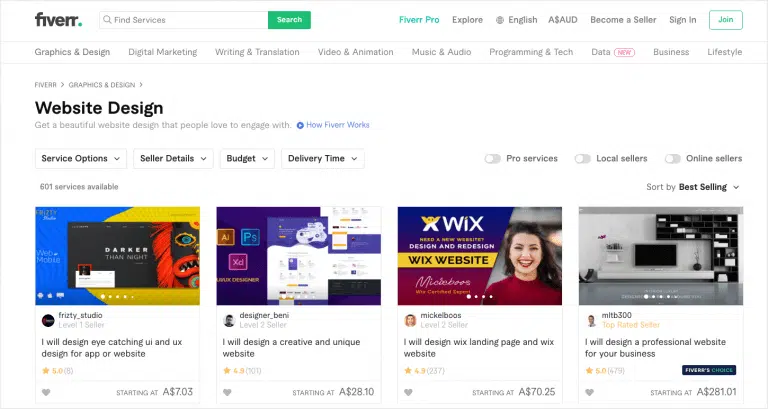 fiverr.
Find Services
Search
Fiverr Pro
Explore
English
A$AUD
Become a Seller
Sign In
Join
Graphics & Design
Digital Marketing
Writing & Translation
Video & Animation
Music & Audio
Programming & Tech
Data NEW
Business
Lifestyle
FIVERR > GRAPHICS & DESIGN >
Website Design
Get a beautiful website design that people love to engage with.
How Fiverr Works
Service Options
Seller Details
Budget
Delivery Time
Pro services
Local sellers
Online sellers
601 services available
Sort by Best Selling
FRIZTY
Studio
Web
Mobile
DARKER
THAN NIGHT
frizty_studio
Level 1 Seller
I will design eye catching ui and ux
design for app or website
5.0 (8)
STARTING AT A$7.03
Ai
Ps
Xd
UI/UX DESIGNER
designer_beni
Level 2 Seller
I will design a creative and unique
website
4.9 (101)
STARTING AT A$28.10
WIX
NEED A NEW WEBSITE?
DESIGN AND REDESIGN
WIX WEBSITE
Mickelboos
Wix Certified Expert
mickelboos
Level 2 Seller
I will design wix landing page and wix
website
4.9 (237)
STARTING AT A$70.25
mltb300
Top Rated Seller
I will design a professional website
for your business
5.0 (479)
FIVERR'S CHOICE
STARTING AT A$281.01